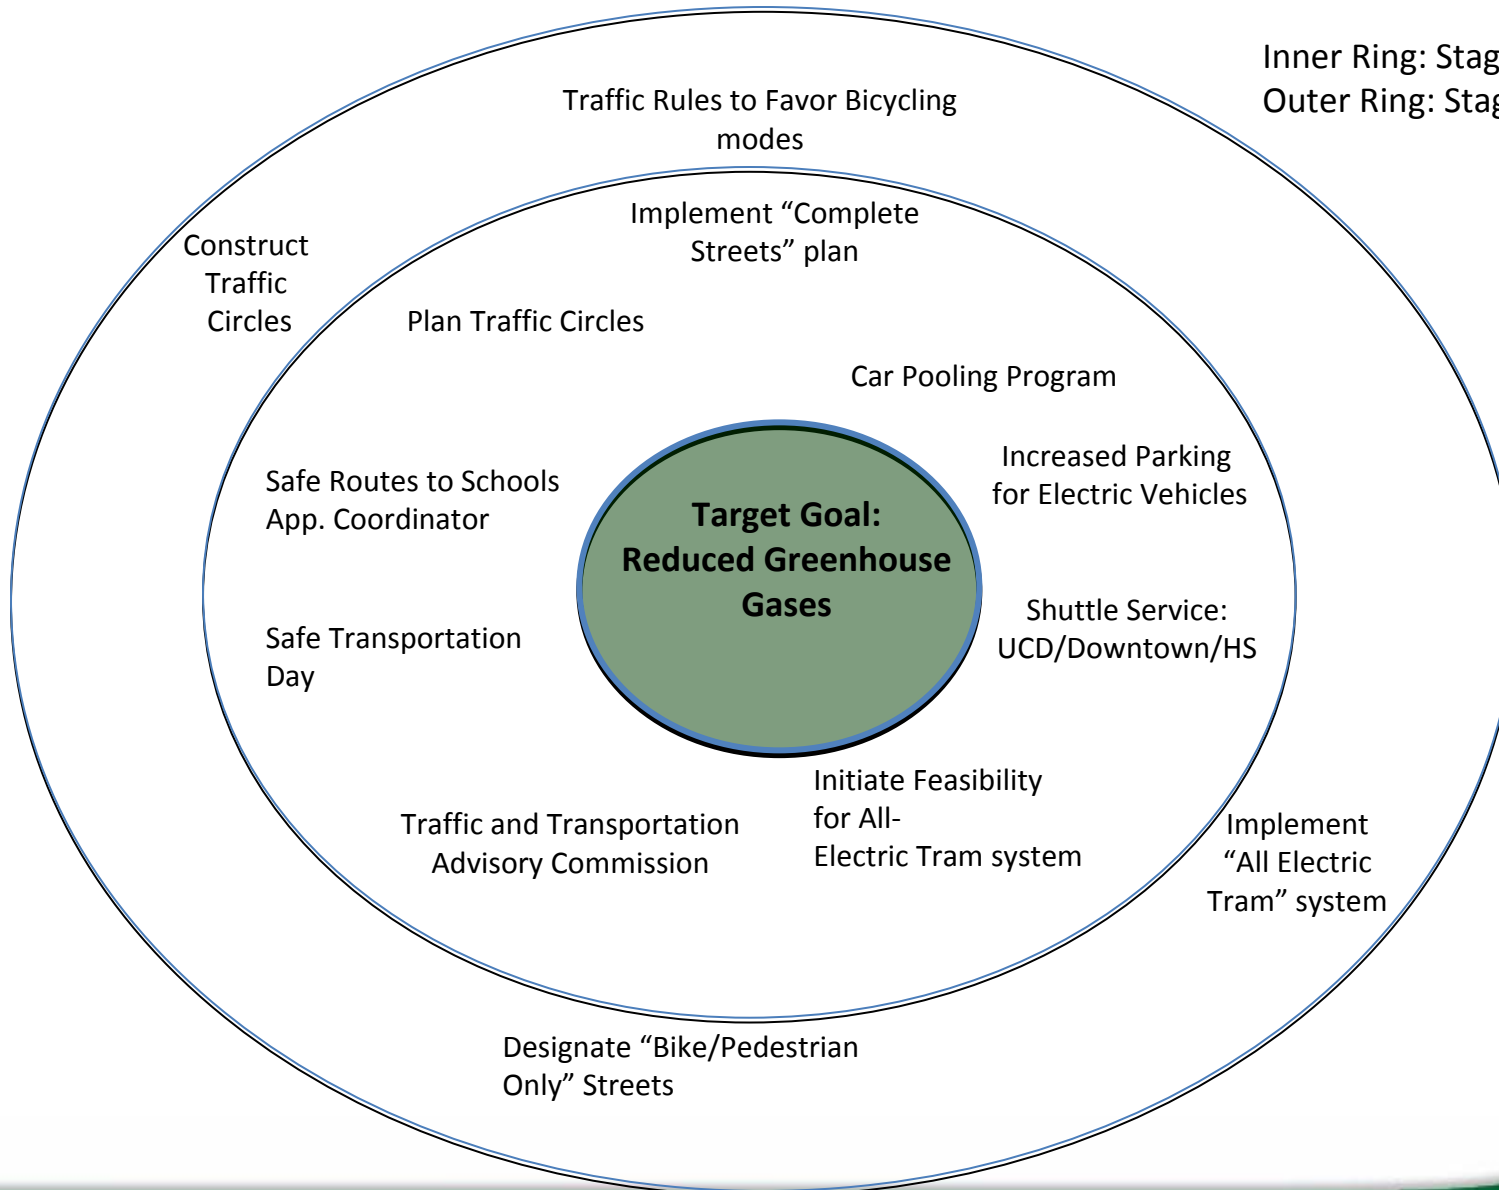 Inner Ring: Stag
Outer Ring: Stag
Traffic Rules to Favor Bicycling
modes
Implement “Complete
Streets” plan
Construct
Traffic
Circles
Plan Traffic Circles
Car Pooling Program
Increased Parking
for Electric Vehicles
Safe Routes to Schools
App. Coordinator
Target Goal:
Reduced Greenhouse
Gases
Shuttle Service:
UCD/Downtown/HS
Safe Transportation
Day
Initiate Feasibility
for All-
Electric Tram system
Traffic and Transportation
Advisory Commission
Implement
“All Electric
Tram” system
Designate “Bike/Pedestrian
Only” Streets